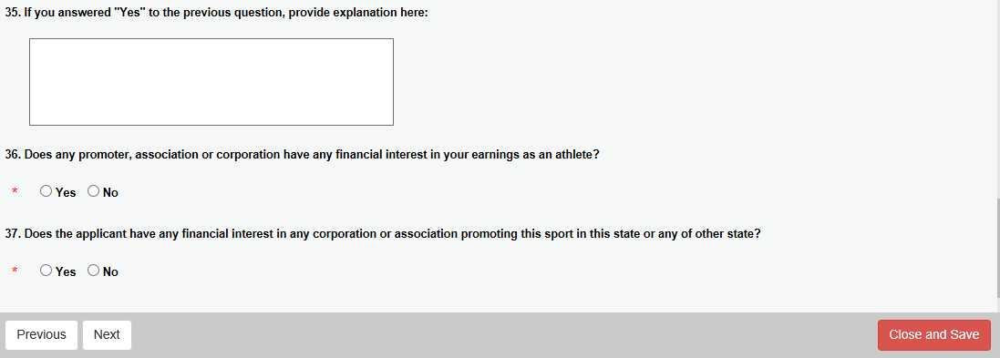 35. If you answered "Yes" to the previous question, provide explanation here:
36. Does any promoter, association or corporation have any financial interest in your earnings as an athlete?
* Yes No
37. Does the applicant have any financial interest in any corporation or association promoting this sport in this state or any of other state?
* Yes No
Previous Next Close and Save